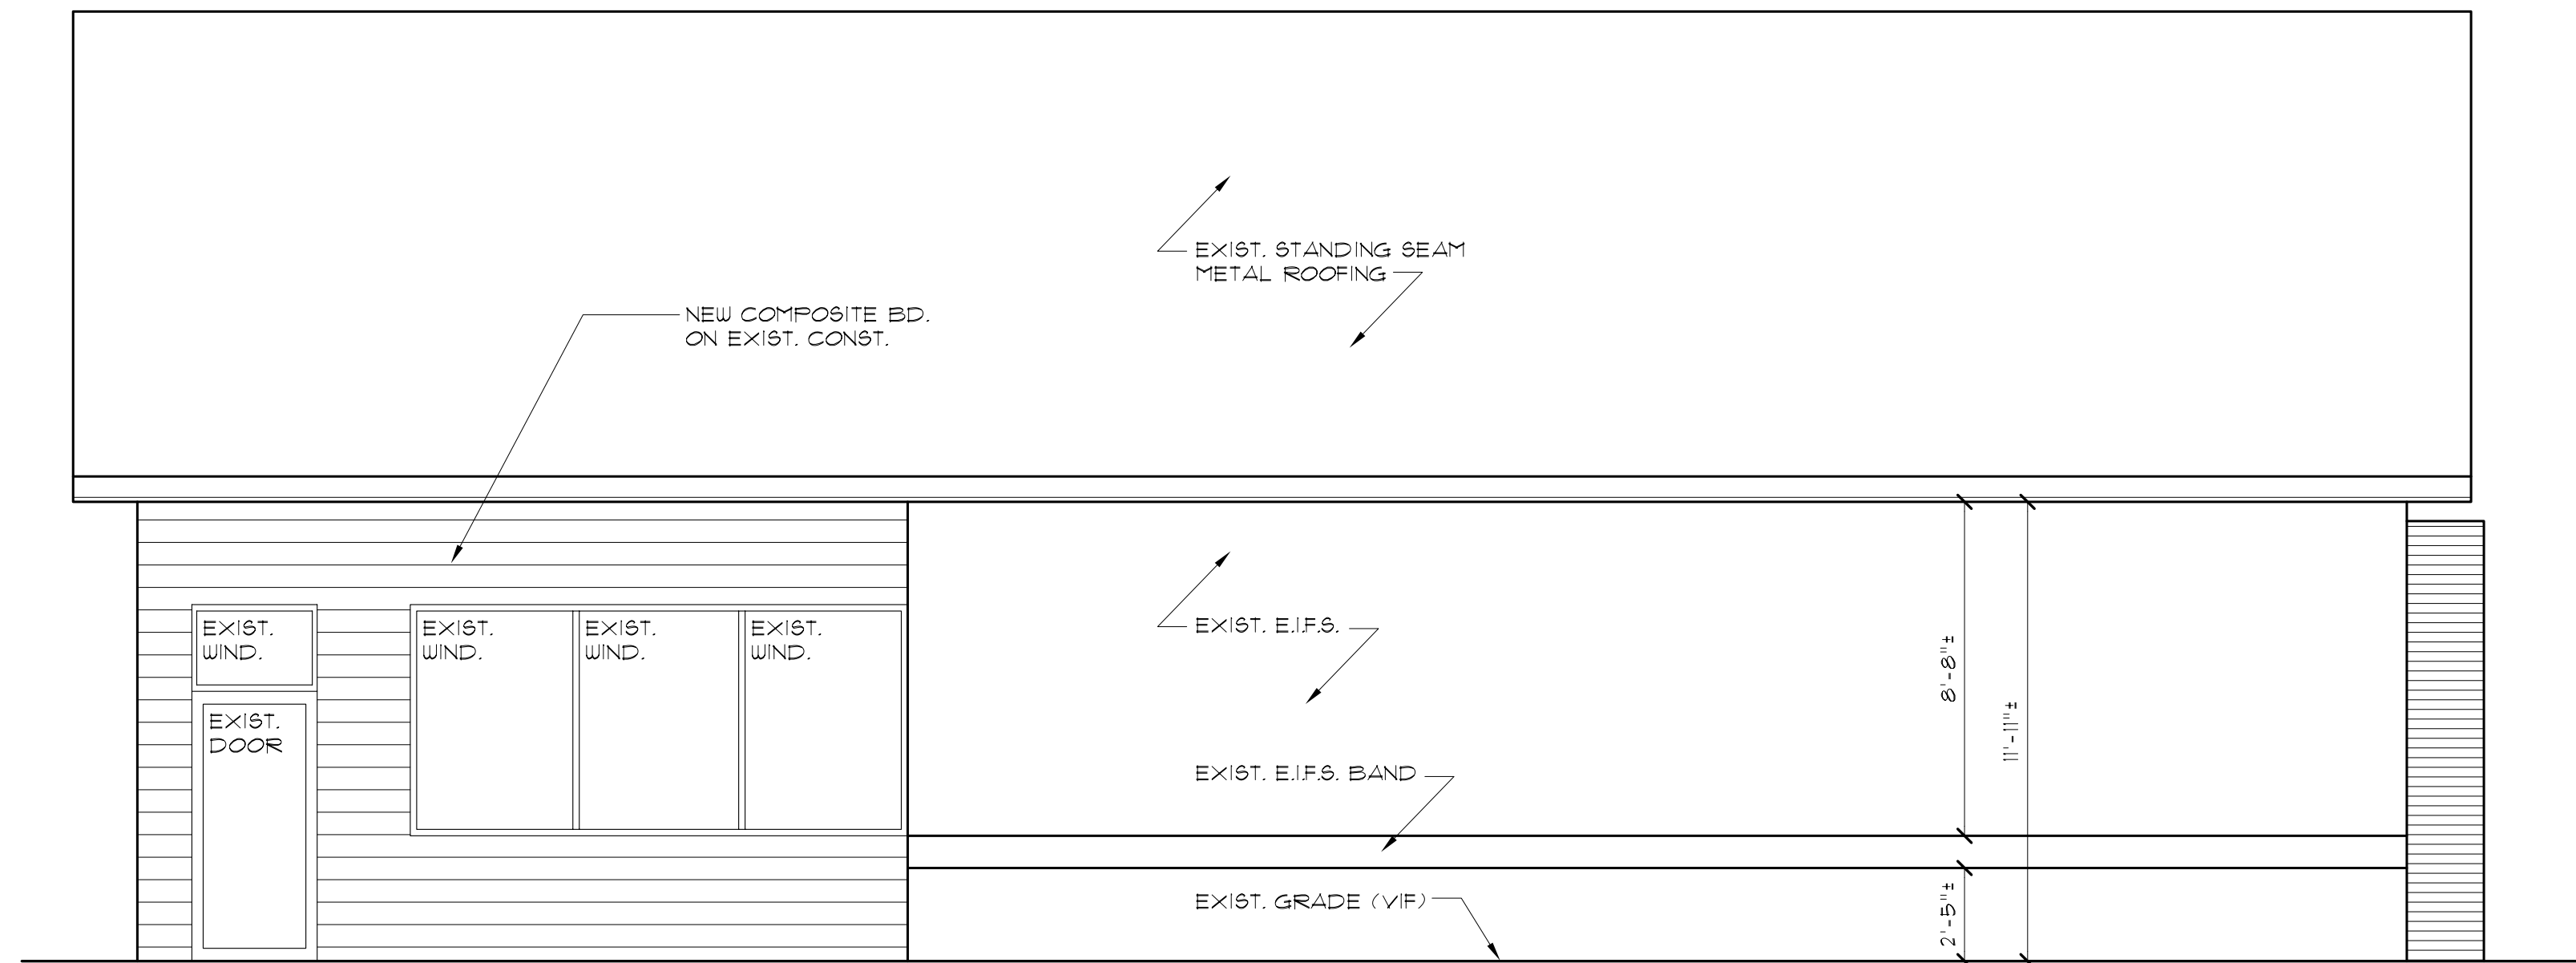 EXIST. STANDING SEAM
METAL ROOFING
NEW COMPOSITE BD.
ON EXIST. CONST.
EXIST.
WIND.
EXIST.
WIND.
EXIST.
WIND.
EXIST.
WIND.
EXIST.
DOOR
EXIST. E.I.F.S.
EXIST. E.I.F.S. BAND
EXIST. GRADE (VIF)
8'-8"±
11'-11"±
2'-5"±